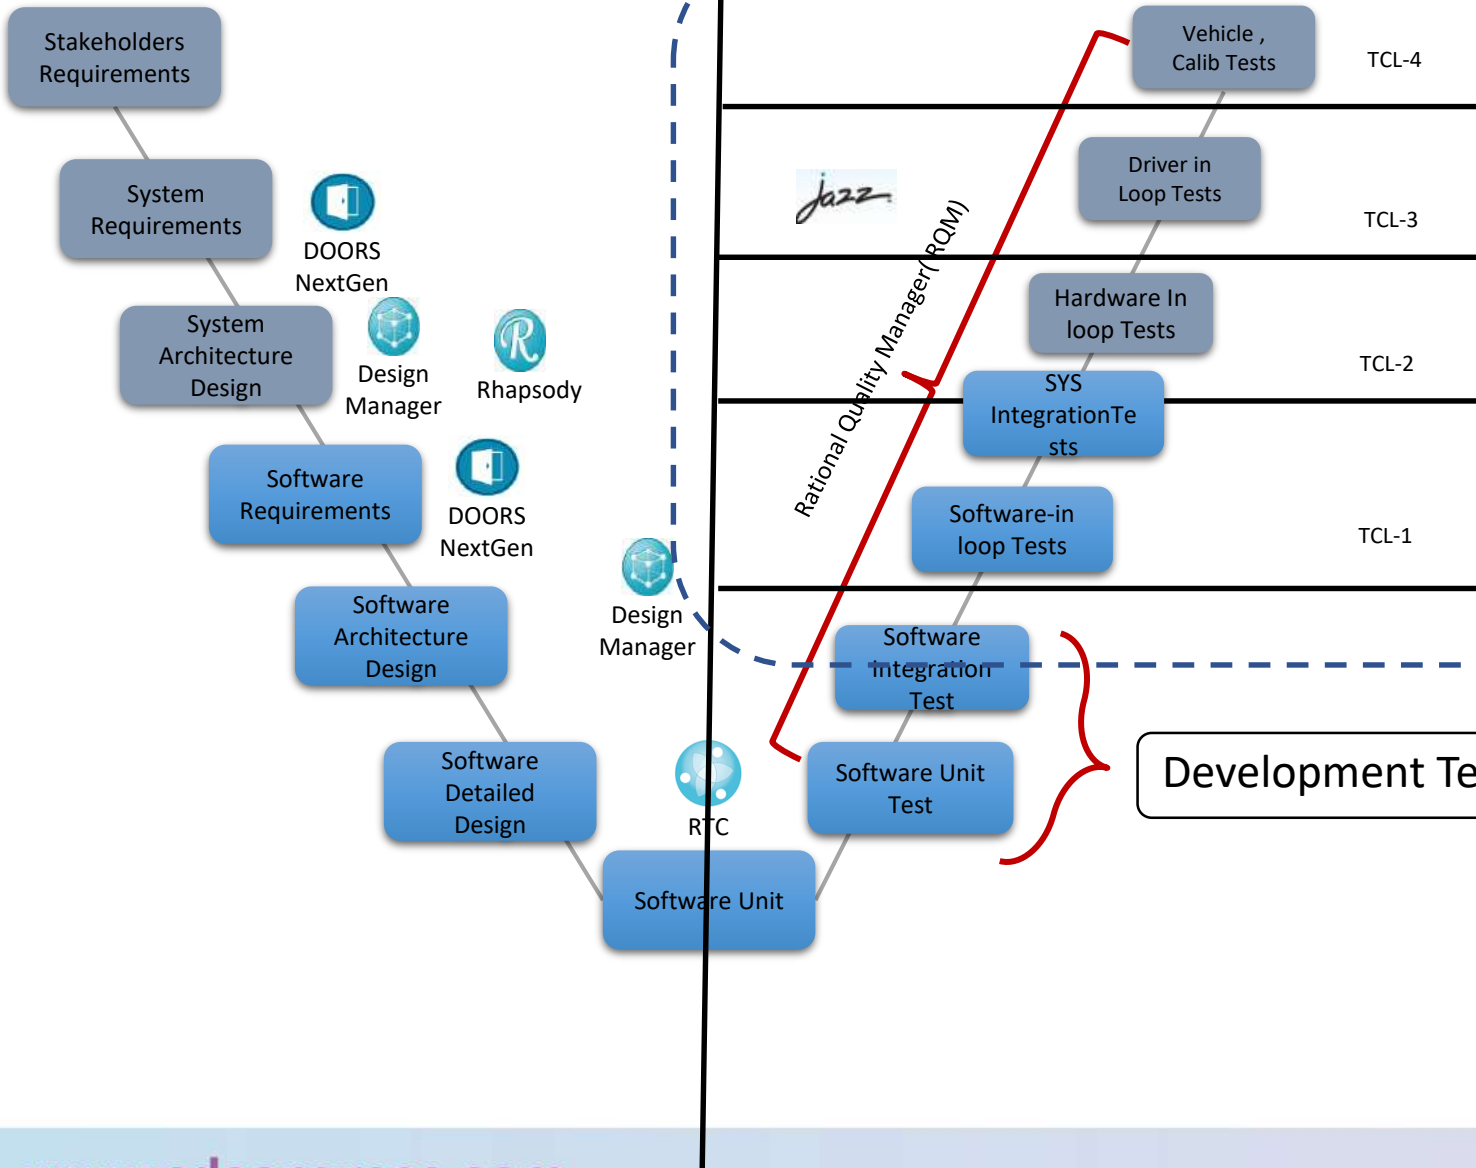 Stakeholders
Requirements
System
Requirements
DOORS
NextGen
System
Architecture
Design
Design
Manager
Rhapsody
Software
Requirements
DOORS
NextGen
Software
Architecture
Design
Design
Manager
Software
Detailed
Design
RTC
Software Unit
Vehicle ,
Calib Tests
TCL-4
jazz
Driver in
Loop Tests
TCL-3
Rational Quality Manager( RQM)
Hardware In
loop Tests
TCL-2
SYS
IntegrationTe
sts
Software-in
loop Tests
TCL-1
Software
Integration
Test
Software Unit
Test
Development Te